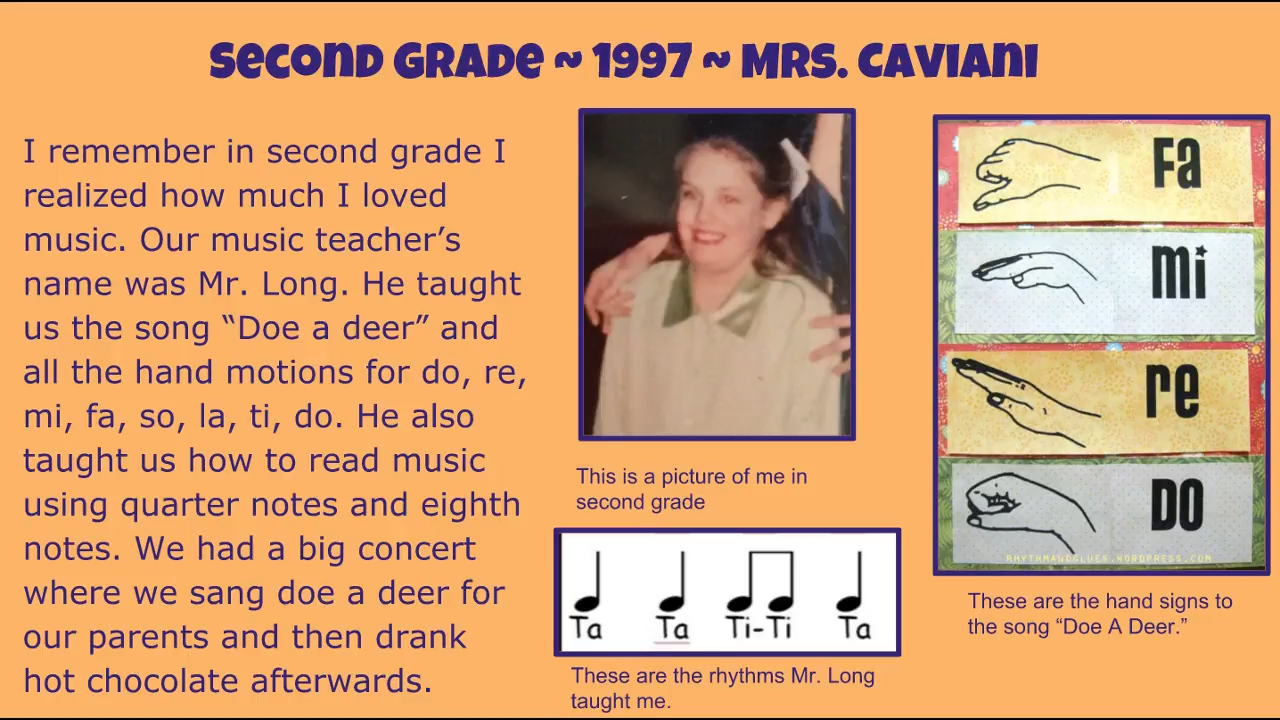 Second Grade ~ 1997 ~ Mrs. Caviani
I remember in second grade I
realized how much I loved
music. Our music teacher’s
name was Mr. Long. He taught
us the song “Doe a deer” and
all the hand motions for do, re,
mi, fa, so, la, ti, do. He also
taught us how to read music
using quarter notes and eighth
notes. We had a big concert
where we sang doe a deer for
our parents and then drank
hot chocolate afterwards.
This is a picture of me in
second grade
Ta Ta Ti-Ti Ta
These are the rhythms Mr. Long
taught me.
Fa
mi
re
DO
RHYTHMANDGLUES.WORDPRESS.COM
These are the hand signs to
the song “Doe A Deer.”